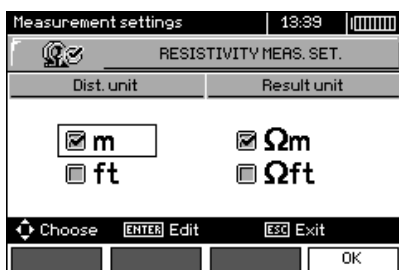 Measurement settings 13:39
RESISTIVITY MEAS. SET.
Dist. unit Result unit
m Ωm
ft Ωft
Choose ENTER Edit ESC Exit
OK